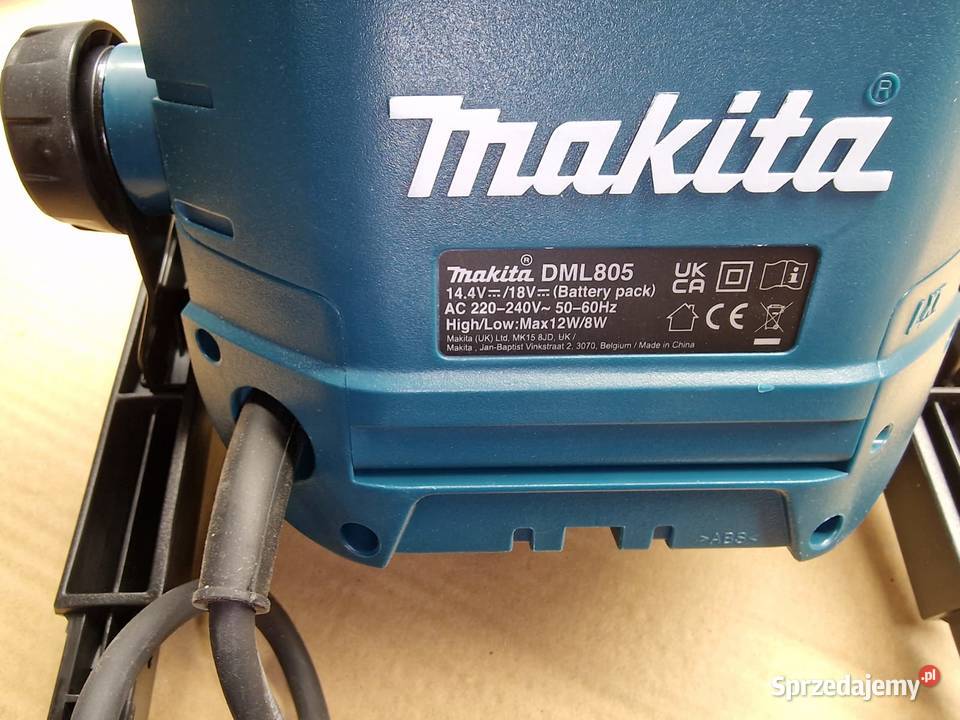 makita®
makita® DML805
14.4V⎓/18V⎓(Battery pack)
AC 220–240V~ 50–60Hz
High/Low:Max12W/8W
Makita (UK) Ltd, MK15 8JD, UK /
Makita , Jan-Baptist Vinkstraat 2, 3070, Belgium / Made in China
UK
CA
CE
LXT
>ABS<
Sprzedajemy.pl